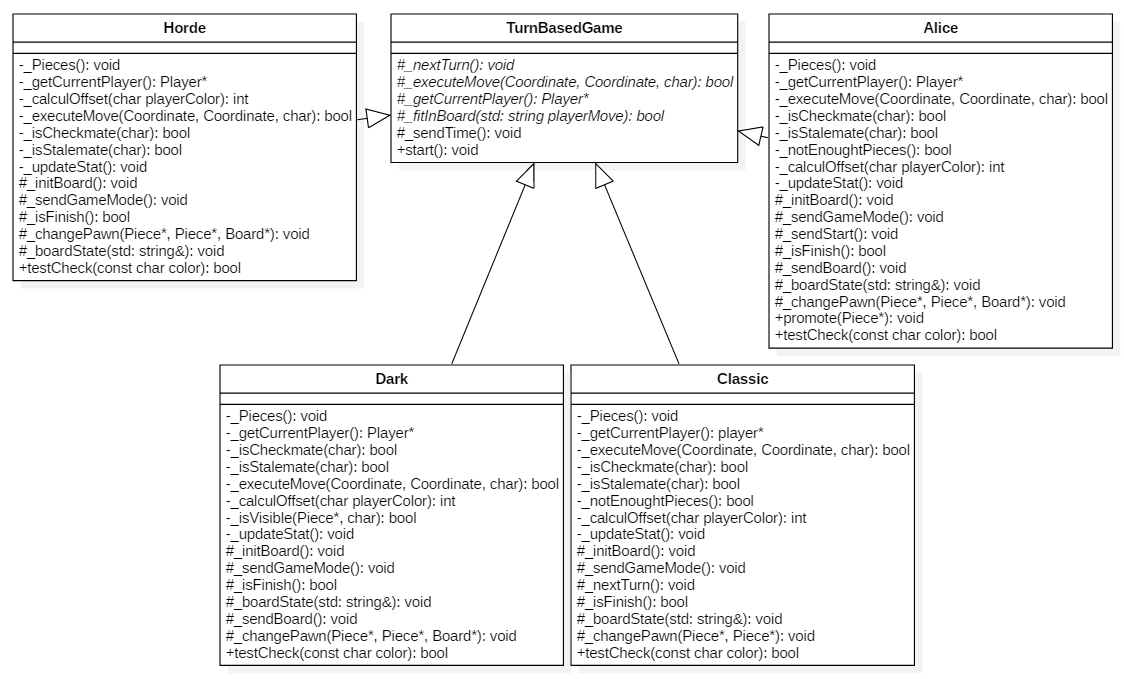 Horde
-_Pieces(): void
-_getCurrentPlayer(): Player*
-_calculOffset(char playerColor): int
-_executeMove(Coordinate, Coordinate, char): bool
-_isCheckmate(char): bool
-_isStalemate(char): bool
-_updateStat(): void
#_initBoard(): void
#_sendGameMode(): void
#_isFinish(): bool
#_changePawn(Piece*, Piece*, Board*): void
#_boardState(std: string&): void
+testCheck(const char color): bool
TurnBasedGame
#_nextTurn(): void
#_executeMove(Coordinate, Coordinate, char): bool
#_getCurrentPlayer(): Player*
#_fitInBoard(std: string playerMove): bool
#_sendTime(): void
+start(): void
Alice
-_Pieces(): void
-_getCurrentPlayer(): Player*
-_executeMove(Coordinate, Coordinate, char): bool
-_isCheckmate(char): bool
-_isStalemate(char): bool
-_notEnoughtPieces(): bool
-_calculOffset(char playerColor): int
-_updateStat(): void
#_initBoard(): void
#_sendGameMode(): void
#_sendStart(): void
#_isFinish(): bool
#_sendBoard(): void
#_boardState(std: string&): void
#_changePawn(Piece*, Piece*, Board*): void
+promote(Piece*): void
+testCheck(const char color): bool
Dark
-_Pieces(): void
-_getCurrentPlayer(): Player*
-_isCheckmate(char): bool
-_isStalemate(char): bool
-_executeMove(Coordinate, Coordinate, char): bool
-_calculOffset(char playerColor): int
-_isVisible(Piece*, char): bool
-_updateStat(): void
#_initBoard(): void
#_sendGameMode(): void
#_isFinish(): bool
#_boardState(std: string&): void
#_sendBoard(): void
#_changePawn(Piece*, Piece*, Board*): void
+testCheck(const char color): bool
Classic
-_Pieces(): void
-_getCurrentPlayer(): player*
-_executeMove(Coordinate, Coordinate, char): bool
-_isCheckmate(char): bool
-_isStalemate(char): bool
-_notEnoughtPieces(): bool
-_calculOffset(char playerColor): int
-_updateStat(): void
#_initBoard(): void
#_sendGameMode(): void
#_nextTurn(): void
#_isFinish(): bool
#_boardState(std: string&): void
#_changePawn(Piece*, Piece*): void
+testCheck(const char color): bool